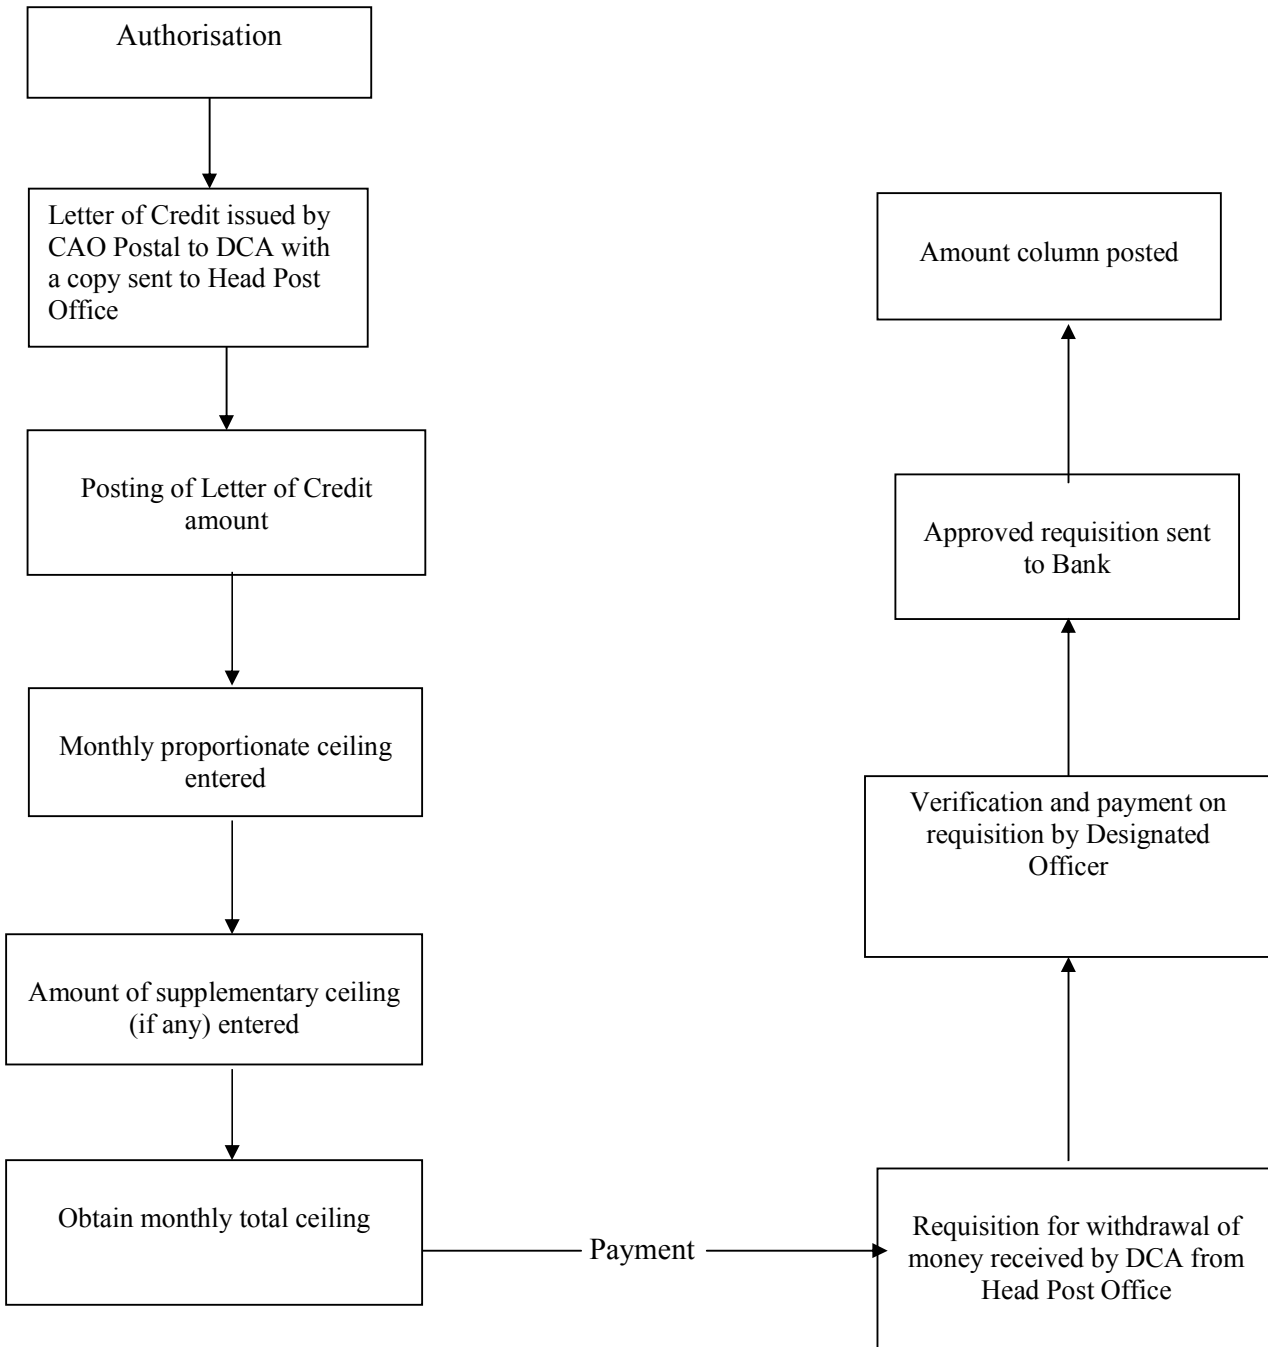 Authorisation
Letter of Credit issued by
CAO Postal to DCA with
a copy sent to Head Post
Office
Posting of Letter of Credit
amount
Monthly proportionate ceiling
entered
Amount of supplementary ceiling
(if any) entered
Obtain monthly total ceiling
Payment
Requisition for withdrawal of
money received by DCA from
Head Post Office
Verification and payment on
requisition by Designated
Officer
Approved requisition sent
to Bank
Amount column posted